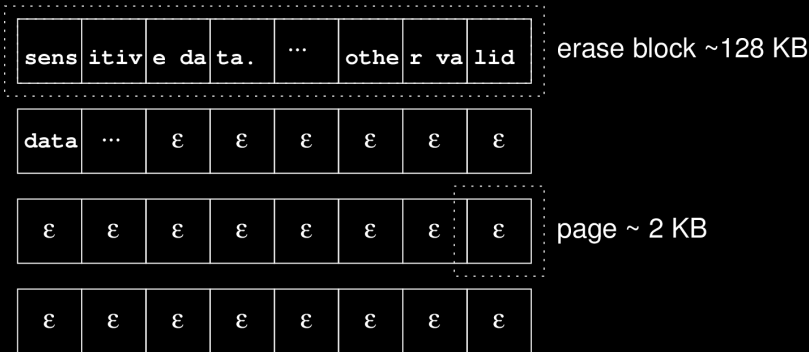 sens itiv e da ta. ... othe r va lid erase block ~128 KB
data ... ε ε ε ε ε ε
ε ε ε ε ε ε ε ε page ~ 2 KB
ε ε ε ε ε ε ε ε